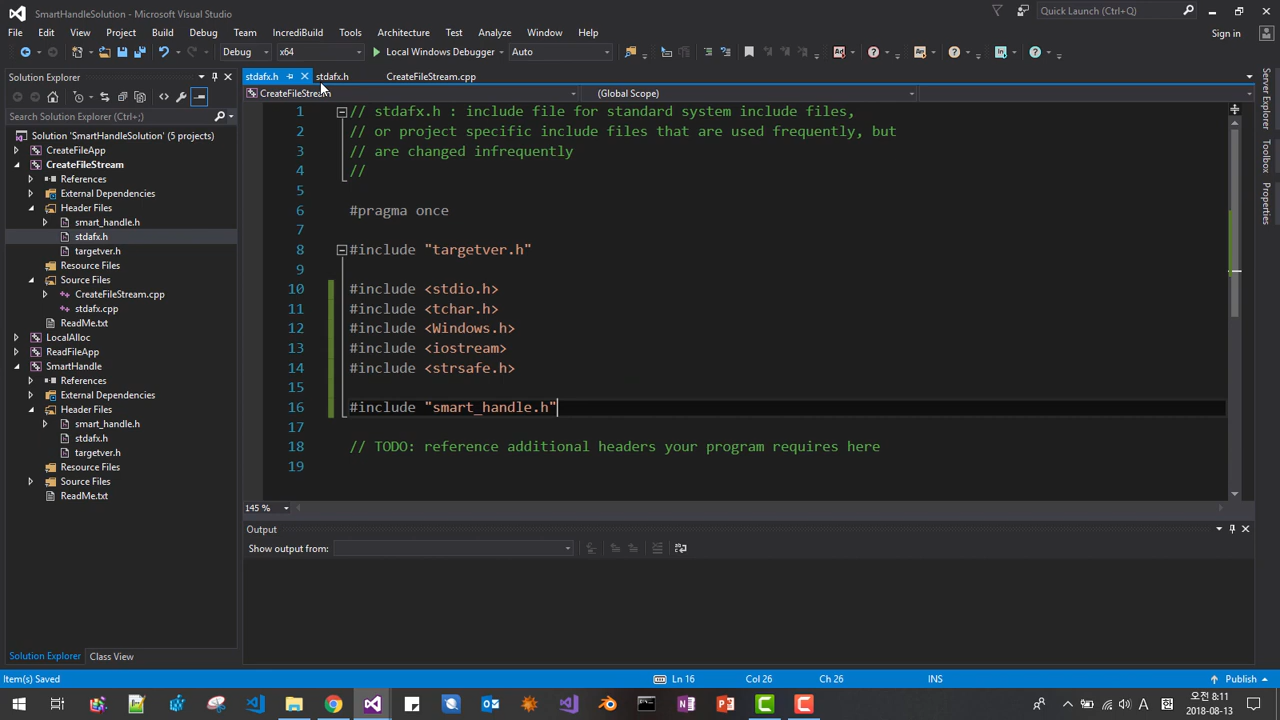 SmartHandleSolution - Microsoft Visual Studio
Quick Launch (Ctrl+Q)
File Edit View Project Build Debug Team IncrediBuild Tools Architecture Test Analyze Window Help
Sign in
Debug x64 Local Windows Debugger Auto
Solution Explorer
stdafx.h stdafx.h CreateFileStream.cpp
CreateFileStream (Global Scope)
Search Solution Explorer (Ctrl+;)
Solution 'SmartHandleSolution' (5 projects)
CreateFileApp
CreateFileStream
References
External Dependencies
Header Files
smart_handle.h
stdafx.h
targetver.h
Resource Files
Source Files
CreateFileStream.cpp
stdafx.cpp
ReadMe.txt
LocalAlloc
ReadFileApp
SmartHandle
References
External Dependencies
Header Files
smart_handle.h
stdafx.h
targetver.h
Resource Files
Source Files
ReadMe.txt
Solution Explorer Class View
1 // stdafx.h : include file for standard system include files,
2 // or project specific include files that are used frequently, but
3 // are changed infrequently
4 //
5
6 #pragma once
7
8 #include "targetver.h"
9
10 #include <stdio.h>
11 #include <tchar.h>
12 #include <Windows.h>
13 #include <iostream>
14 #include <strsafe.h>
15
16 #include "smart_handle.h"
17
18 // TODO: reference additional headers your program requires here
19
145 %
Output
Show output from:
Server Explorer
Toolbox
Properties
Item(s) Saved Ln 16 Col 26 Ch 26 INS Publish
A 오전 8:11
2018-08-13